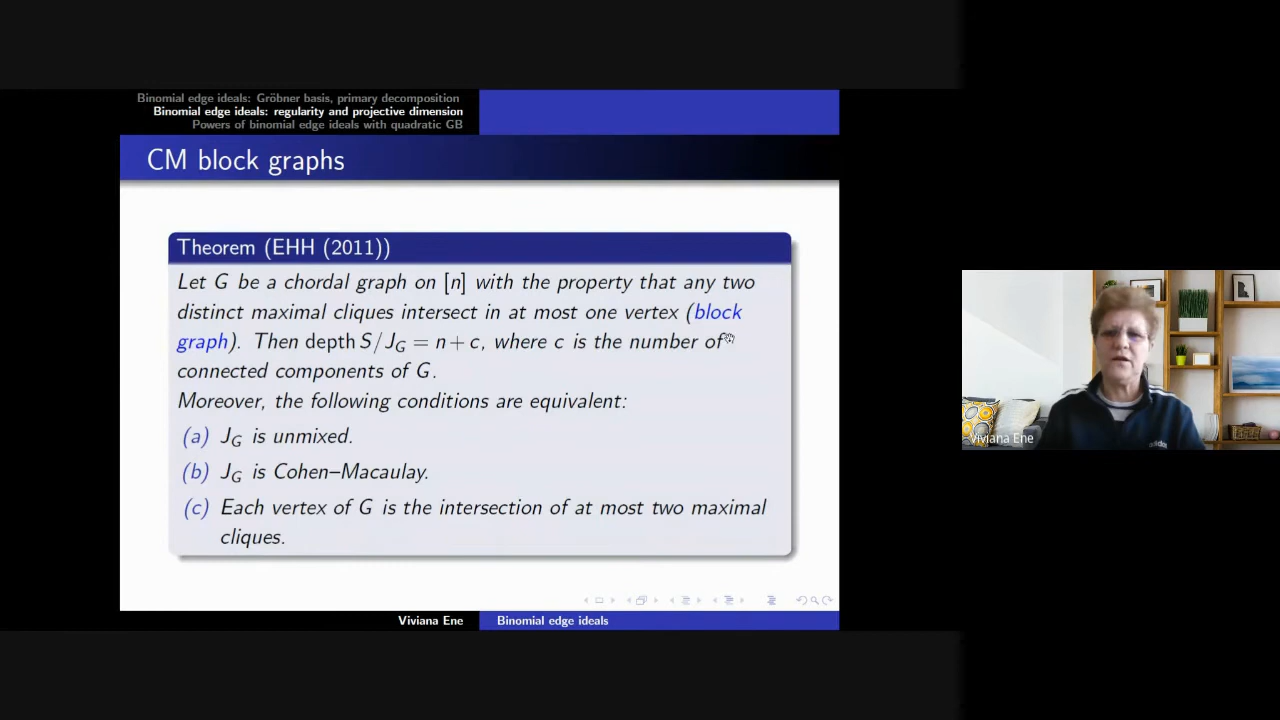 Binomial edge ideals: Gröbner basis, primary decomposition
Binomial edge ideals: regularity and projective dimension
Powers of binomial edge ideals with quadratic GB
CM block graphs
Theorem (EHH (2011))
Let G be a chordal graph on [n] with the property that any two
distinct maximal cliques intersect in at most one vertex (block
graph). Then depth S/J_G = n + c, where c is the number of
connected components of G.
Moreover, the following conditions are equivalent:
(a) J_G is unmixed.
(b) J_G is Cohen–Macaulay.
(c) Each vertex of G is the intersection of at most two maximal
cliques.
Viviana Ene
Binomial edge ideals
Viviana Ene
adidas